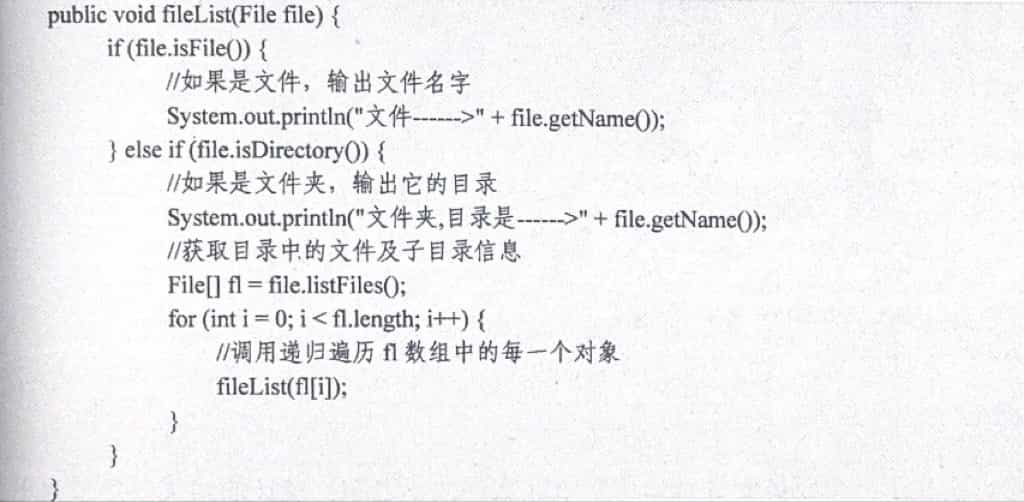 public void fileList(File file) {
if (file.isFile()) {
//如果是文件，输出文件名字
System.out.println("文件------>" + file.getName());
} else if (file.isDirectory()) {
//如果是文件夹，输出它的目录
System.out.println("文件夹,目录是------>" + file.getName());
//获取目录中的文件及子目录信息
File[] fl = file.listFiles();
for (int i = 0; i < fl.length; i++) {
//调用递归遍历 fl 数组中的每一个对象
fileList(fl[i]);
}
}
}